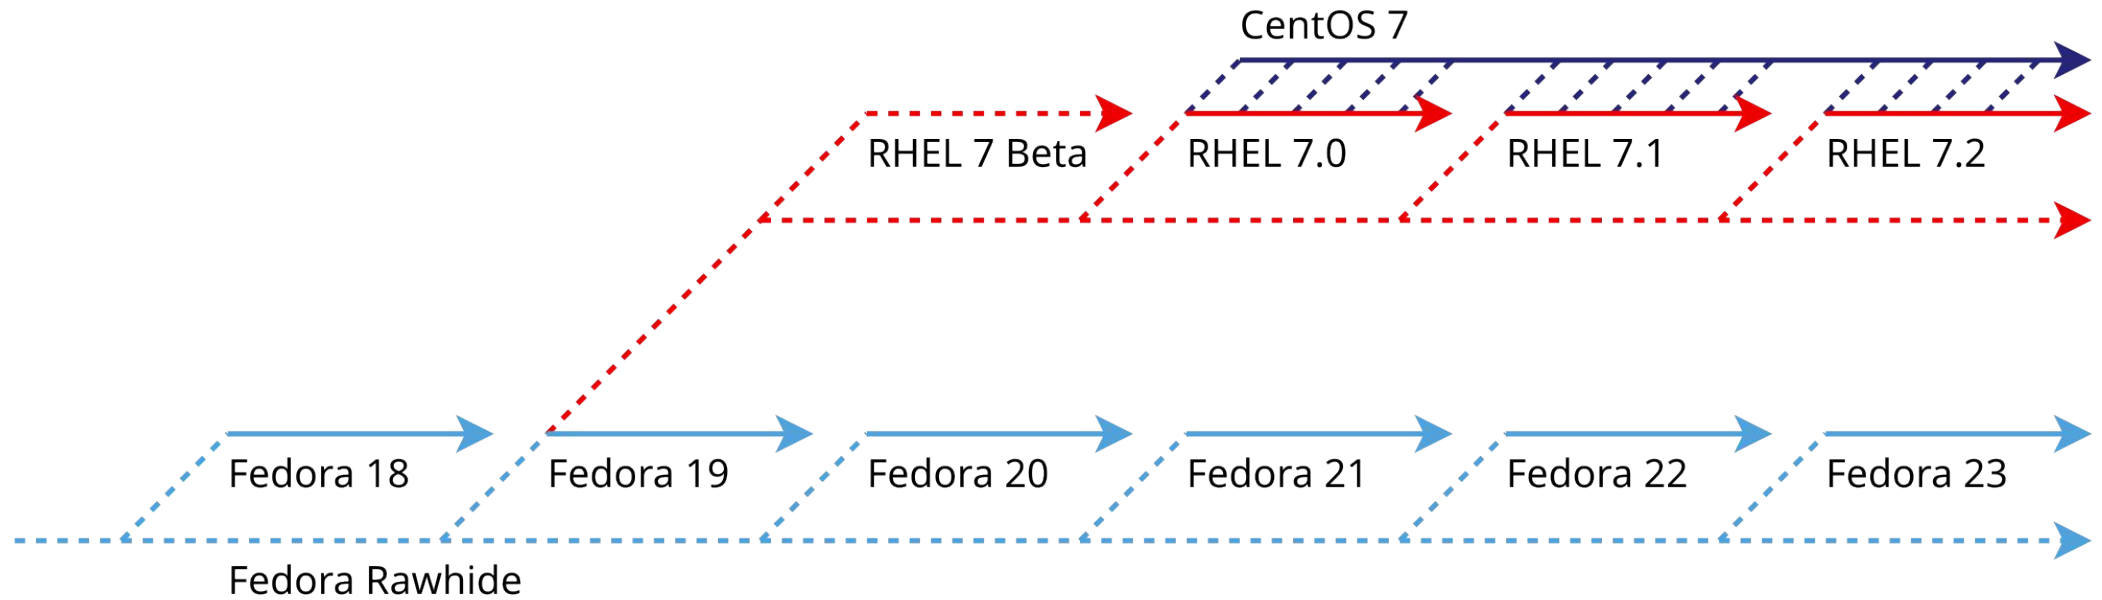 CentOS 7
RHEL 7 Beta
RHEL 7.0
RHEL 7.1
RHEL 7.2
Fedora 18
Fedora 19
Fedora 20
Fedora 21
Fedora 22
Fedora 23
Fedora Rawhide